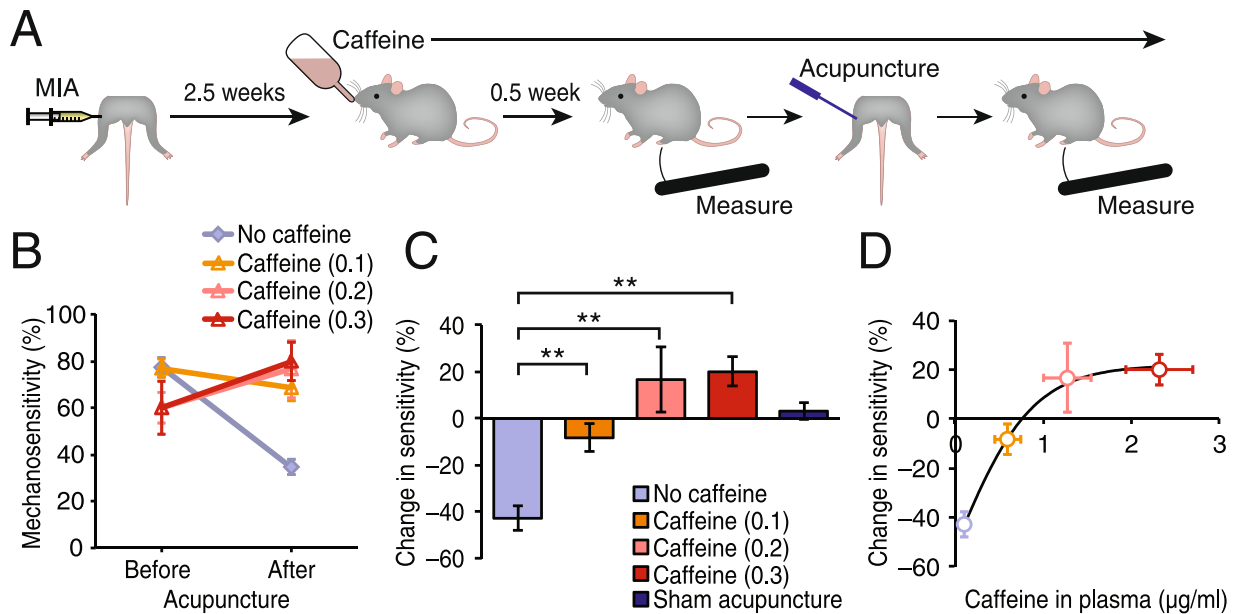 A
MIA
2.5 weeks
Caffeine
0.5 week
Measure
Acupuncture
Measure
B
No caffeine
Caffeine (0.1)
Caffeine (0.2)
Caffeine (0.3)
Mechanosensitivity (%)
100
80
60
40
20
0
Before
After
Acupuncture
C
Change in sensitivity (%)
40
20
0
−20
−40
−60
**
**
**
No caffeine
Caffeine (0.1)
Caffeine (0.2)
Caffeine (0.3)
Sham acupuncture
D
Change in sensitivity (%)
40
20
0
−20
−40
−60
0
1
2
3
Caffeine in plasma (μg/ml)